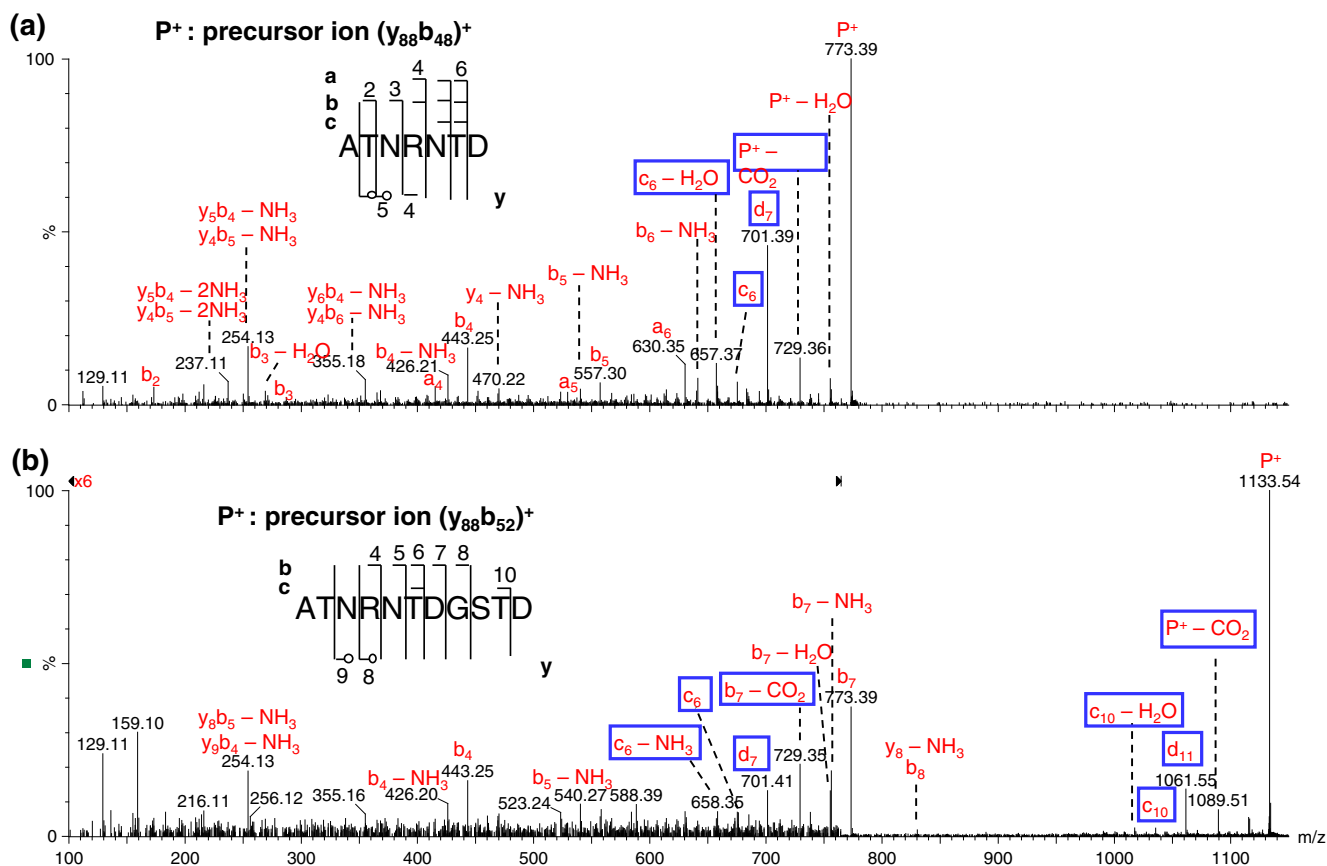 (a)
P⁺ : precursor ion (y₈₈b₄₈)⁺
P⁺
773.39
100
a
4 6
b
2 3
c
ATNRNTD
y
5 4
P⁺ – H₂O
P⁺ –
CO₂
c₆ – H₂O
d₇
701.39
%
y₅b₄ – NH₃
y₄b₅ – NH₃
b₆ – NH₃
b₅ – NH₃
c₆
y₅b₄ – 2NH₃
y₄b₅ – 2NH₃
y₆b₄ – NH₃
y₄b₆ – NH₃
y₄ – NH₃
b₄
443.25
254.13
b₃ – H₂O
b₄ – NH₃
a₆
630.35
657.37
729.36
237.11
355.18
426.21
b₅
557.30
129.11
b₂
b₃
a₄
470.22
a₅
0
(b)
x6
P⁺
1133.54
100
P⁺ : precursor ion (y₈₈b₅₂)⁺
b
4 5 6 7 8
c
10
ATNRNTDGSTD
9 8
y
b₇ – NH₃
P⁺ – CO₂
%
b₇ – H₂O
b₇
773.39
c₆
b₇ – CO₂
c₁₀ – H₂O
159.10
y₈b₅ – NH₃
y₉b₄ – NH₃
c₆ – NH₃
d₇
729.35
y₈ – NH₃
b₈
d₁₁
129.11
254.13
b₄
443.25
b₄ – NH₃
b₅ – NH₃
701.41
1061.55
c₁₀
1089.51
216.11
256.12
355.16
426.20
523.24
540.27
588.39
658.35
0
100 200 300 400 500 600 700 800 900 1000 1100 m/z